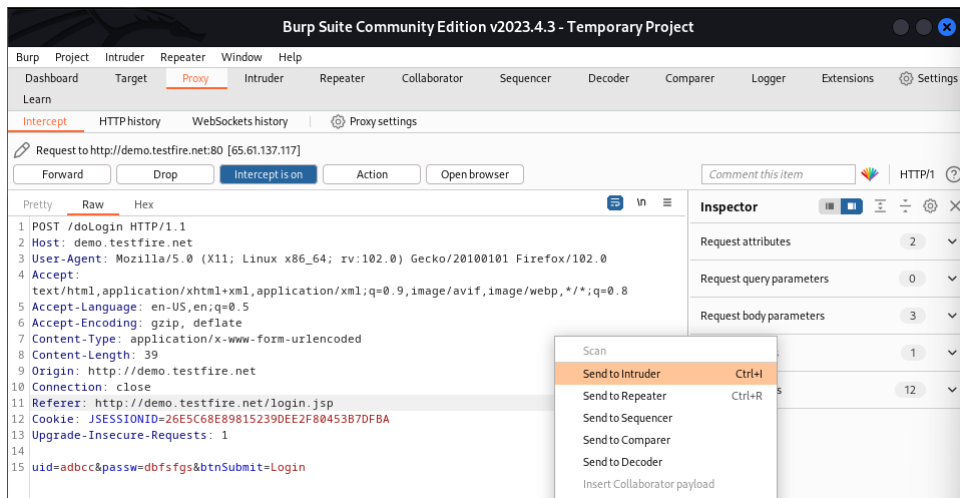 Burp Suite Community Edition v2023.4.3 - Temporary Project
Burp Project Intruder Repeater Window Help
Dashboard Target Proxy Intruder Repeater Collaborator Sequencer Decoder Comparer Logger Extensions Settings
Learn
Intercept HTTP history WebSockets history Proxy settings
Request to http://demo.testfire.net:80 [65.61.137.117]
Forward Drop Intercept is on Action Open browser Comment this item HTTP/1 ?
Pretty Raw Hex \n Inspector
1 POST /doLogin HTTP/1.1
2 Host: demo.testfire.net
3 User-Agent: Mozilla/5.0 (X11; Linux x86_64; rv:102.0) Gecko/20100101 Firefox/102.0
4 Accept:
text/html,application/xhtml+xml,application/xml;q=0.9,image/avif,image/webp,*/*;q=0.8
5 Accept-Language: en-US,en;q=0.5
6 Accept-Encoding: gzip, deflate
7 Content-Type: application/x-www-form-urlencoded
8 Content-Length: 39
9 Origin: http://demo.testfire.net
10 Connection: close
11 Referer: http://demo.testfire.net/login.jsp
12 Cookie: JSESSIONID=26E5C68E89815239DEE2F80453B7DFBA
13 Upgrade-Insecure-Requests: 1
14
15 uid=adbcc&passw=dbfsfgs&btnSubmit=Login
Request attributes 2
Request query parameters 0
Request body parameters 3
s 1
s 12
Scan
Send to Intruder Ctrl+I
Send to Repeater Ctrl+R
Send to Sequencer
Send to Comparer
Send to Decoder
Insert Collaborator payload